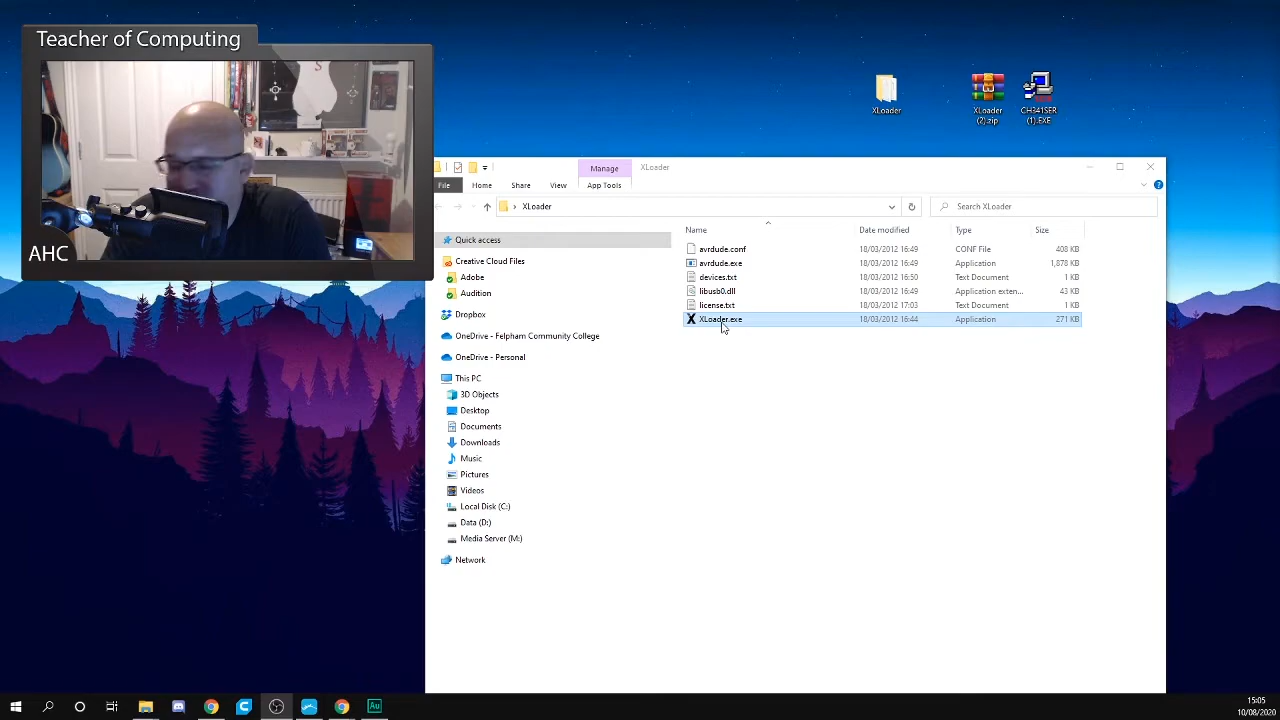 Teacher of Computing
AHC
XLoader
XLoader
(2).zip
CH341SER
(1).EXE
Manage
XLoader
File
Home
Share
View
App Tools
XLoader
Search XLoader
Quick access
Creative Cloud Files
Adobe
Audition
Dropbox
OneDrive - Felpham Community College
OneDrive - Personal
This PC
3D Objects
Desktop
Documents
Downloads
Music
Pictures
Videos
Local Disk (C:)
Data (D:)
Media Server (M:)
Network
Name Date modified Type Size
avrdude.conf 18/03/2012 16:49 CONF File 408 KB
avrdude.exe 18/03/2012 16:49 Application 1,878 KB
devices.txt 18/03/2012 16:50 Text Document 1 KB
libusb0.dll 18/03/2012 16:49 Application exten... 43 KB
license.txt 18/03/2012 17:03 Text Document 1 KB
XLoader.exe 18/03/2012 16:44 Application 271 KB
Au
15:05
10/08/2020